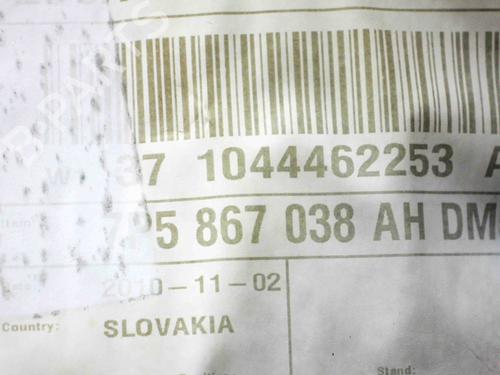 W 37 1044462253 A
7P5 867 038 AH DM
2010-11-02
Country: SLOVAKIA
Stand: